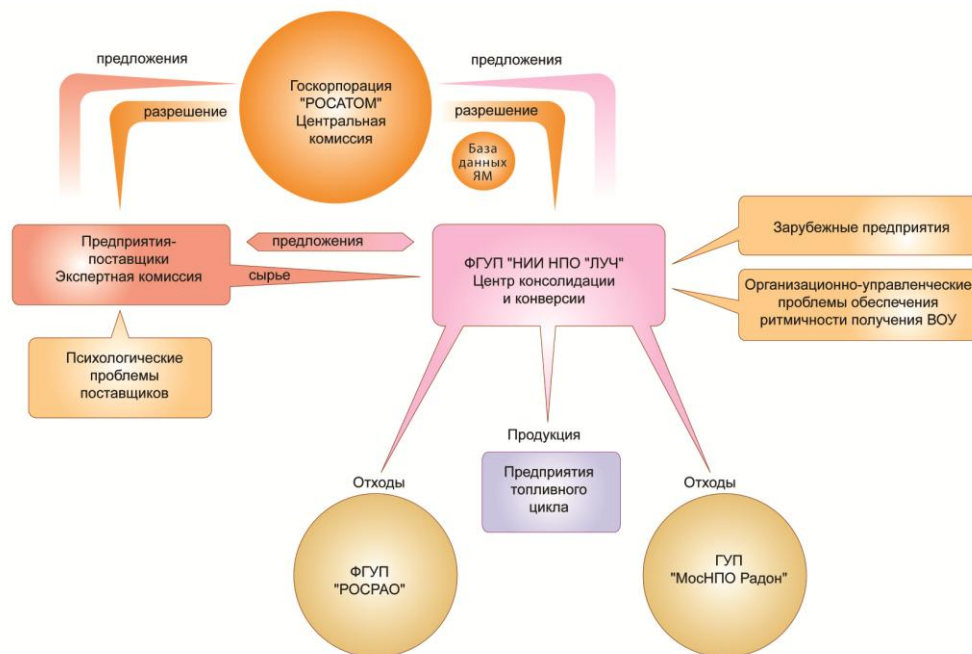 предложения
Госкорпорация
"РОСАТОМ"
Центральная
комиссия
предложения
разрешение
разрешение
База
данных
ЯМ
Предприятия-
поставщики
Экспертная комиссия
предложения
сырье
ФГУП "НИИ НПО "ЛУЧ"
Центр консолидации
и конверсии
Зарубежные предприятия
Организационно-управленческие
проблемы обеспечения
ритмичности получения ВОУ
Психологические
проблемы
поставщиков
Продукция
Предприятия
топливного
цикла
Отходы
ФГУП
"РОСРАО"
Отходы
ГУП
"МосНПО Радон"